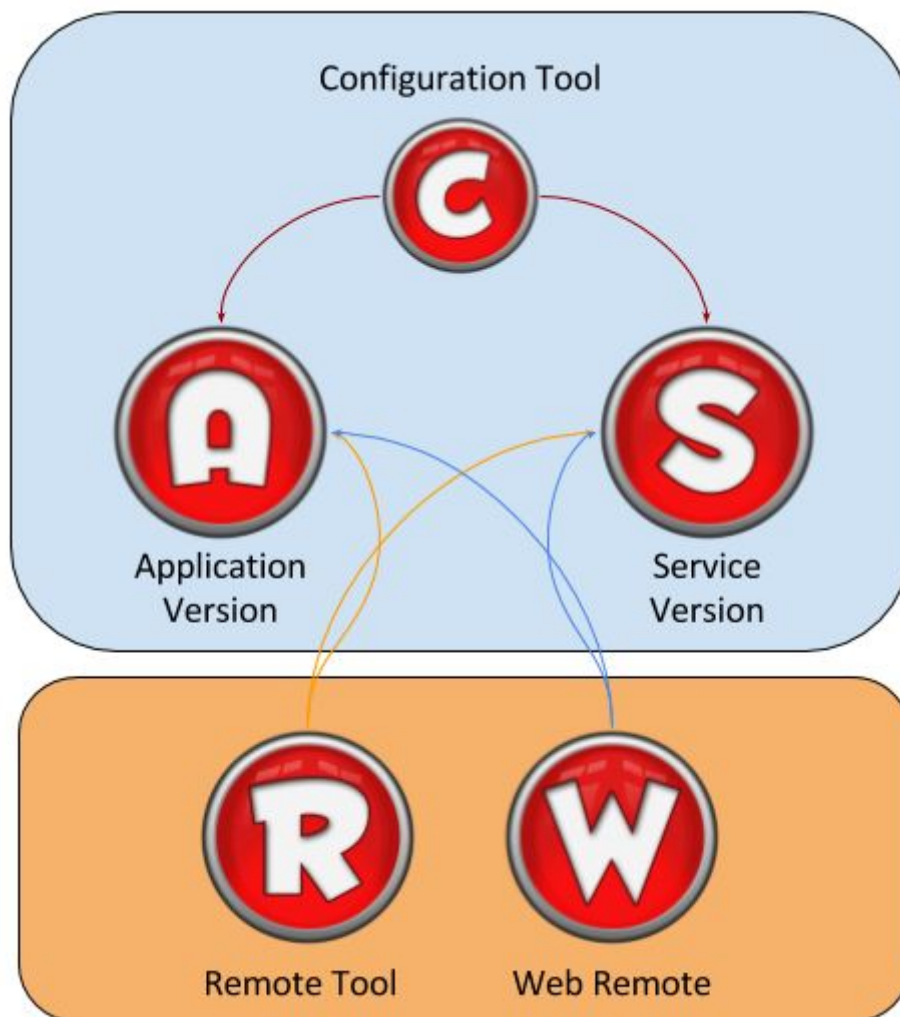 Configuration Tool
C
A
S
Application
Version
Service
Version
R
W
Remote Tool
Web Remote